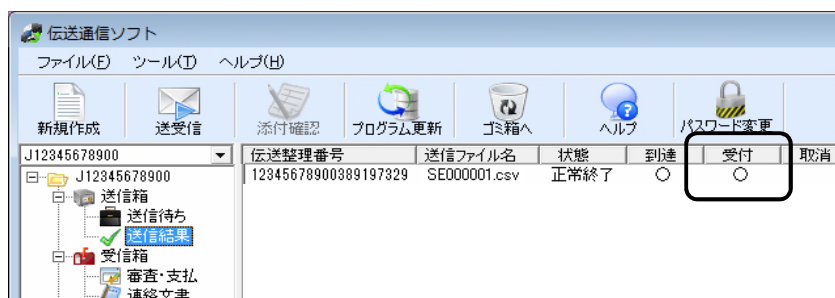 伝送通信ソフト
ファイル(F) ツール(T) ヘルプ(H)
新規作成 送受信 添付確認 プログラム更新 ゴミ箱へ ヘルプ パスワード変更
J12345678900 伝送整理番号 送信ファイル名 状態 到達 受付 取消
J12345678900 12345678900389197329 SE000001.csv 正常終了 ○ ○
送信箱
送信待ち
送信結果
受信箱
審査・支払
連絡文書